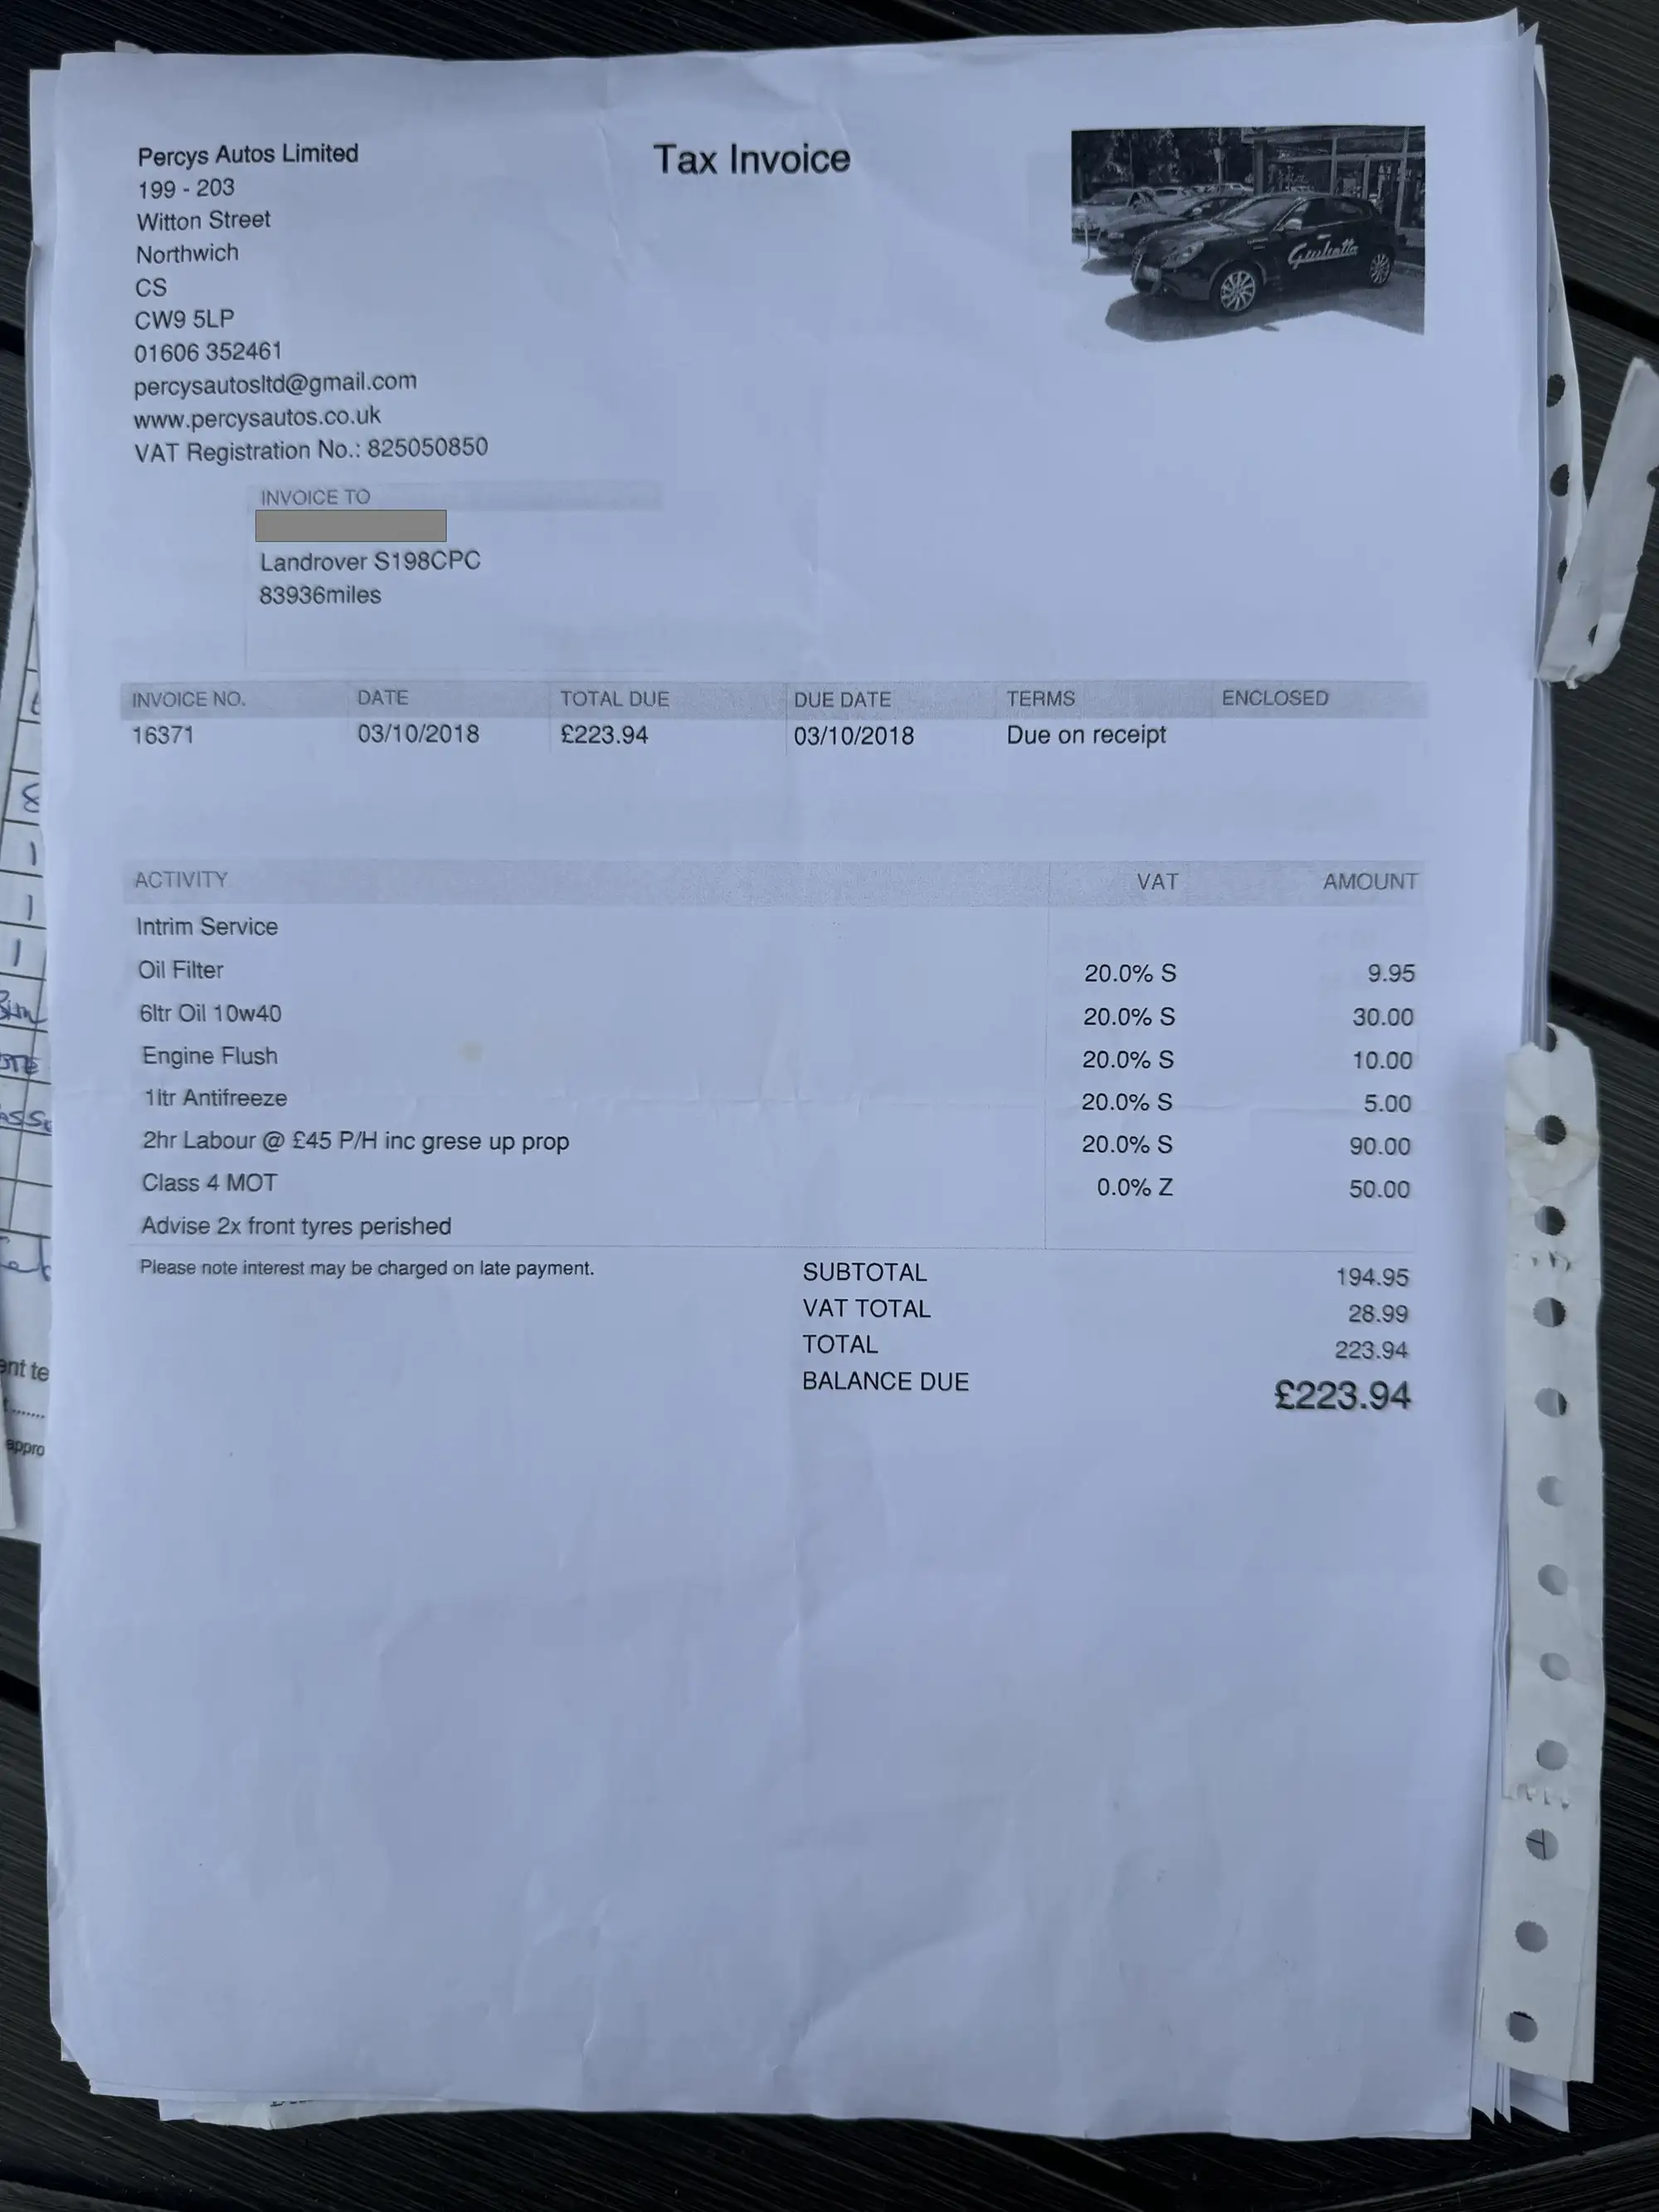 Percys Autos Limited
199 - 203
Witton Street
Northwich
CS
CW9 5LP
01606 352461
percysautosltd@gmail.com
www.percysautos.co.uk
VAT Registration No.: 825050850
Tax Invoice
Giulietta
INVOICE TO
Landrover S198CPC
83936miles
INVOICE NO. DATE TOTAL DUE DUE DATE TERMS ENCLOSED
16371 03/10/2018 £223.94 03/10/2018 Due on receipt
ACTIVITY VAT AMOUNT
Intrim Service
Oil Filter 20.0% S 9.95
6ltr Oil 10w40 20.0% S 30.00
Engine Flush 20.0% S 10.00
1ltr Antifreeze 20.0% S 5.00
2hr Labour @ £45 P/H inc grese up prop 20.0% S 90.00
Class 4 MOT 0.0% Z 50.00
Advise 2x front tyres perished
Please note interest may be charged on late payment.
SUBTOTAL 194.95
VAT TOTAL 28.99
TOTAL 223.94
BALANCE DUE £223.94
ent te
appro